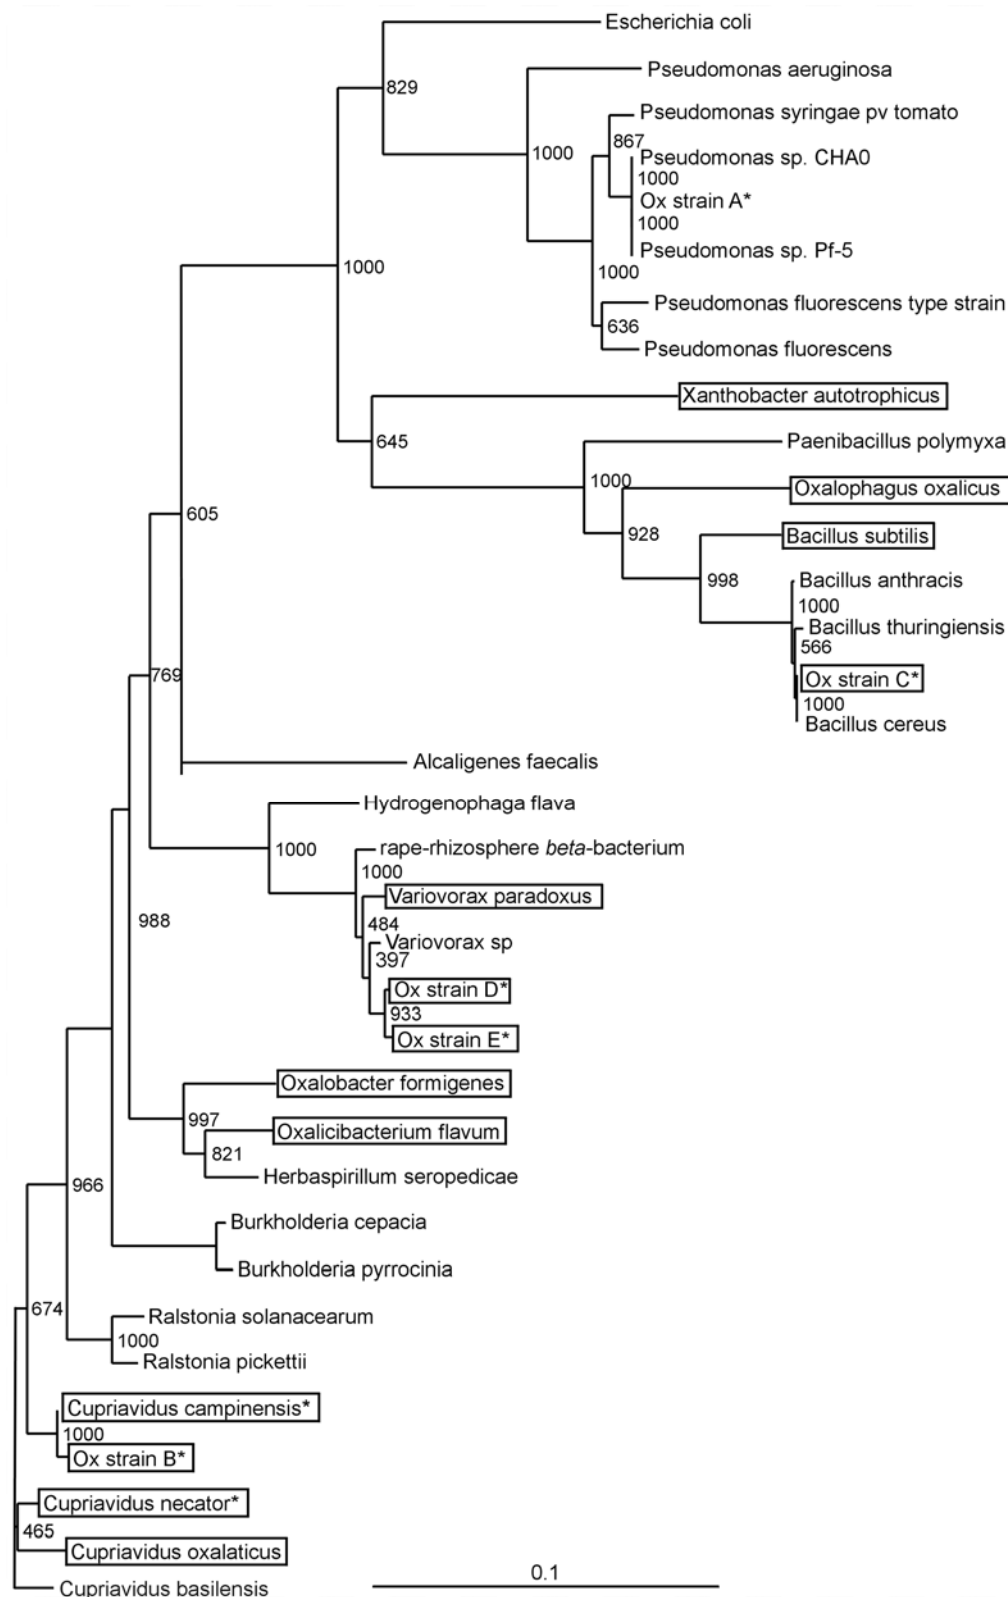 Escherichia coli
829
Pseudomonas aeruginosa
1000
Pseudomonas syringae pv tomato
867
Pseudomonas sp. CHA0
1000
Ox strain A*
1000
Pseudomonas sp. Pf-5
1000
1000
Pseudomonas fluorescens type strain
636
Pseudomonas fluorescens
Xanthobacter autotrophicus
645
Paenibacillus polymyxa
1000
Oxalophagus oxalicus
605
928
Bacillus subtilis
998
Bacillus anthracis
1000
Bacillus thuringiensis
566
769
Ox strain C*
1000
Bacillus cereus
Alcaligenes faecalis
Hydrogenophaga flava
1000
rape-rhizosphere beta-bacterium
1000
Variovorax paradoxus
988
484
Variovorax sp
397
Ox strain D*
933
Ox strain E*
Oxalobacter formigenes
997
Oxalicibacterium flavum
821
Herbaspirillum seropedicae
966
Burkholderia cepacia
Burkholderia pyrrocinia
674
Ralstonia solanacearum
1000
Ralstonia pickettii
Cupriavidus campinensis*
1000
Ox strain B*
Cupriavidus necator*
465
Cupriavidus oxalaticus
0.1
Cupriavidus basilensis